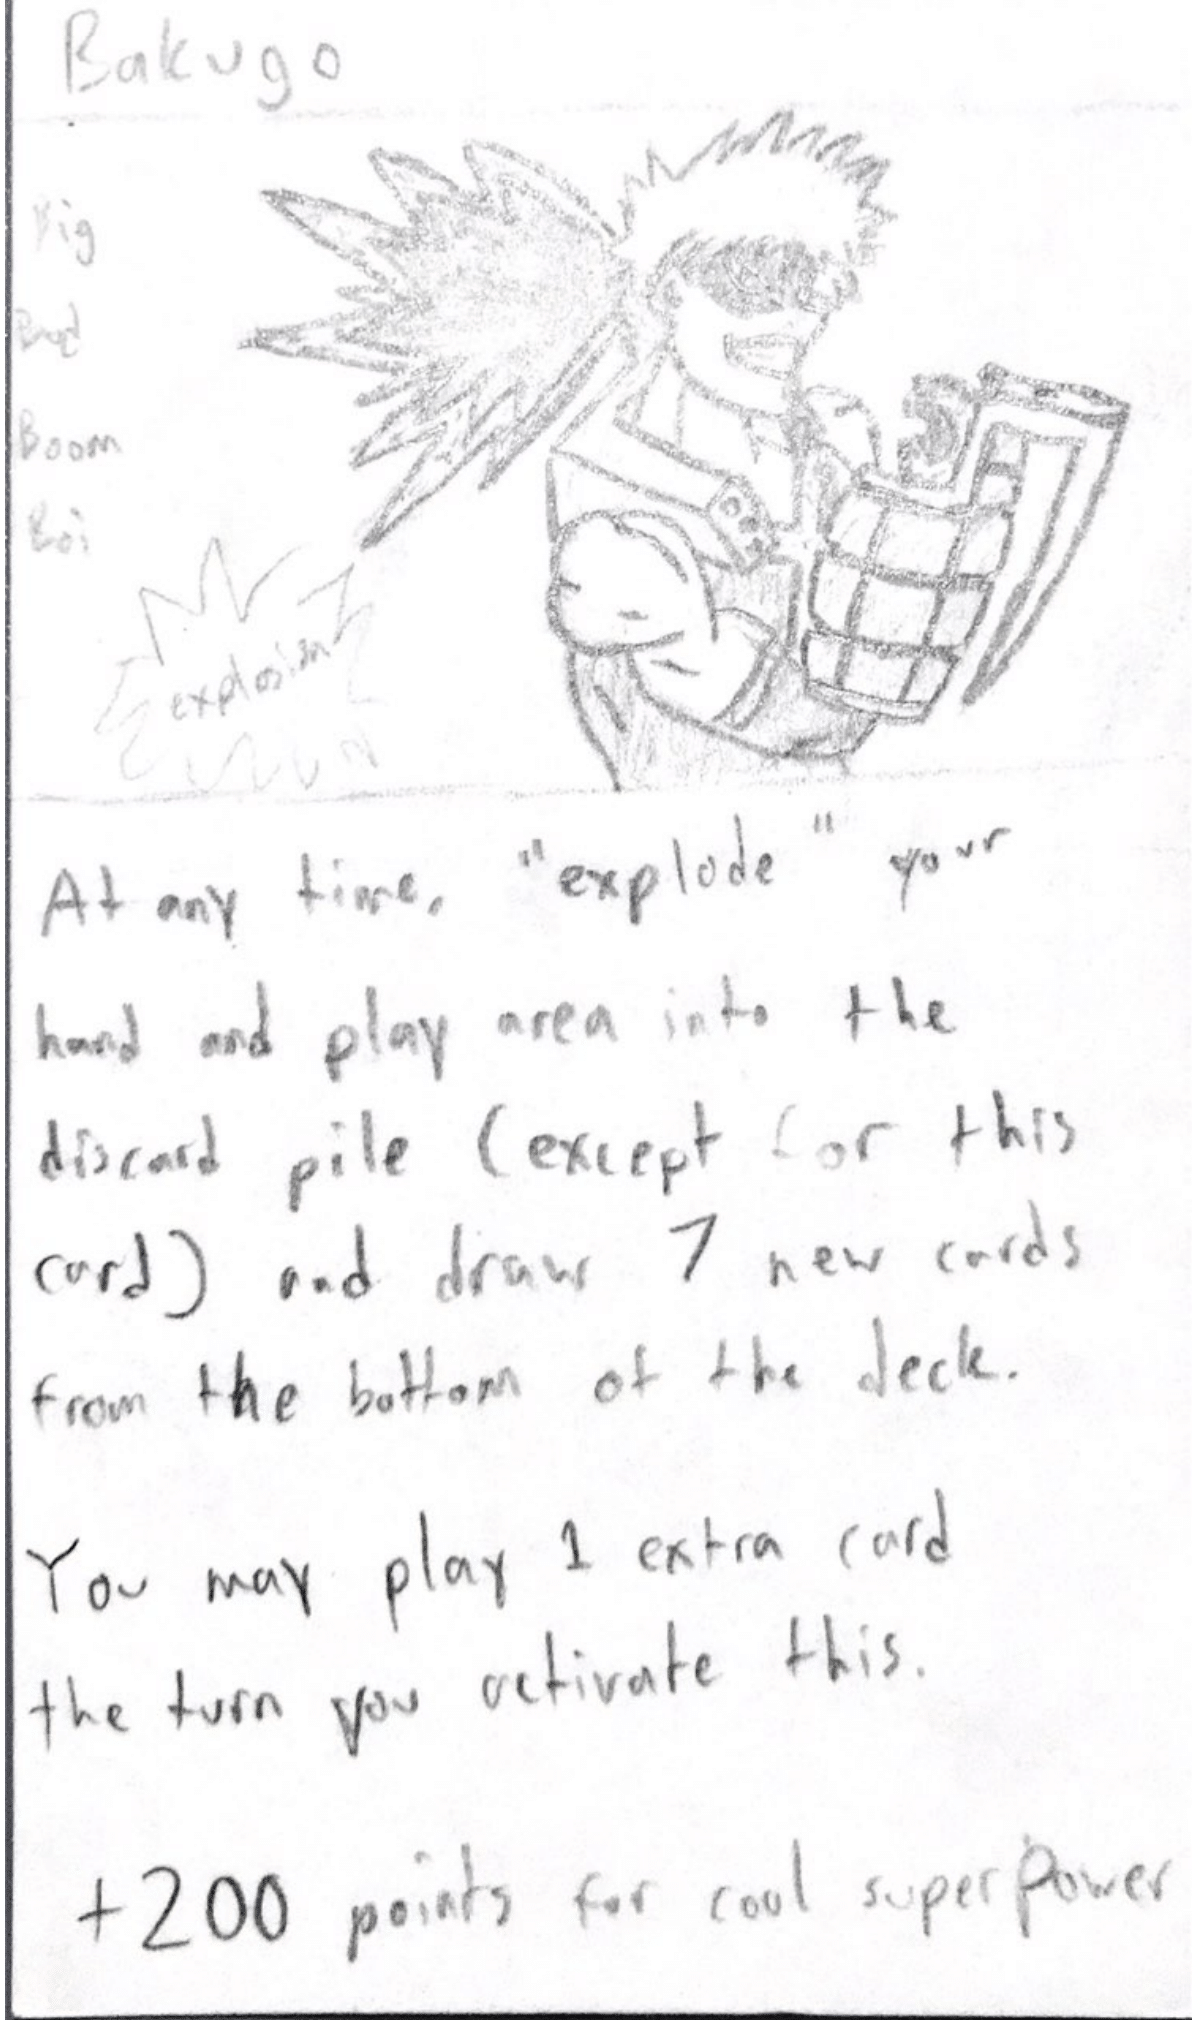 Bakugo
Big
Bad
Boom
Boi
explosion
At any time, "explode" your
hand and play area into the
discard pile (except for this
card) and draw 7 new cards
from the bottom of the deck.
You may play 1 extra card
the turn you activate this.
+200 points for cool superpower